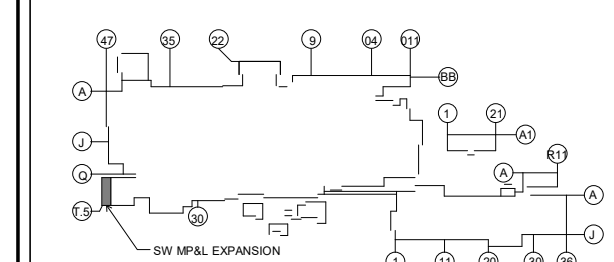 47
35
22
9
04
011
A
BB
1
21
A1
J
R11
Q
A
A
T.5
30
J
SW MP&L EXPANSION
1
11
20
30
36